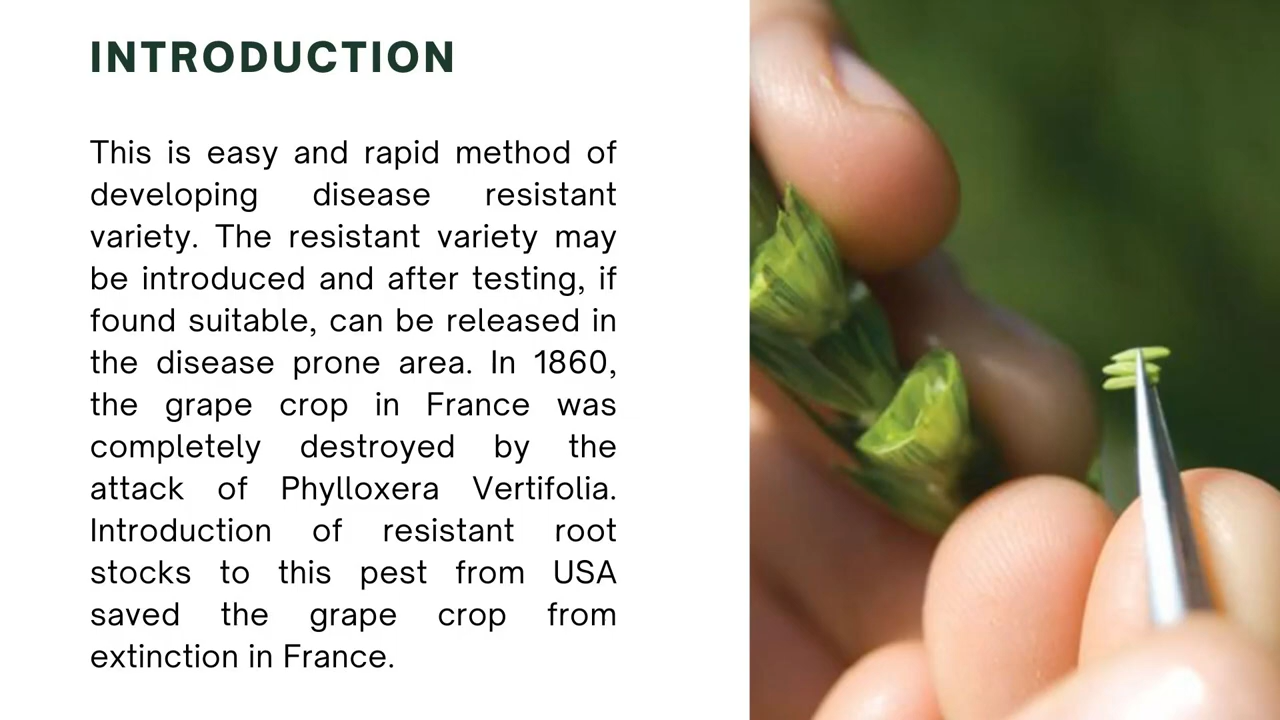 INTRODUCTION
This is easy and rapid method of
developing disease resistant
variety. The resistant variety may
be introduced and after testing, if
found suitable, can be released in
the disease prone area. In 1860,
the grape crop in France was
completely destroyed by the
attack of Phylloxera Vertifolia.
Introduction of resistant root
stocks to this pest from USA
saved the grape crop from
extinction in France.